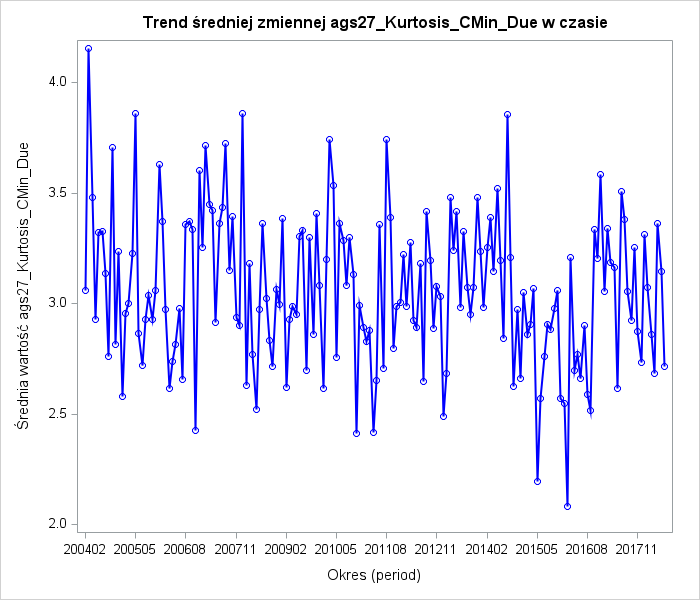 Trend średniej zmiennej ags27_Kurtosis_CMin_Due w czasie
Średnia wartość ags27_Kurtosis_CMin_Due
4.0
3.5
3.0
2.5
2.0
200402 200505 200608 200711 200902 201005 201108 201211 201402 201505 201608 201711
Okres (period)